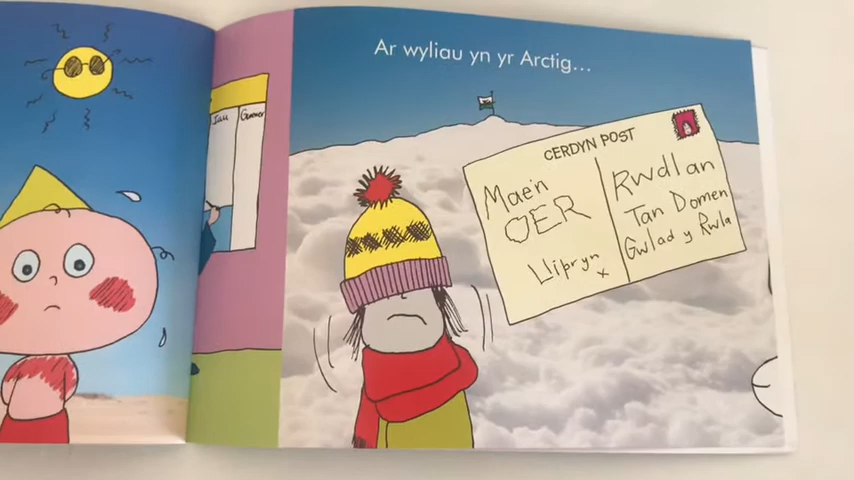 Ar wyliau yn yr Arctig...
CERDYN POST
Maen
OER
Llipryn
x
Rwdlan
Tan Domen
Gwlad y Rwla